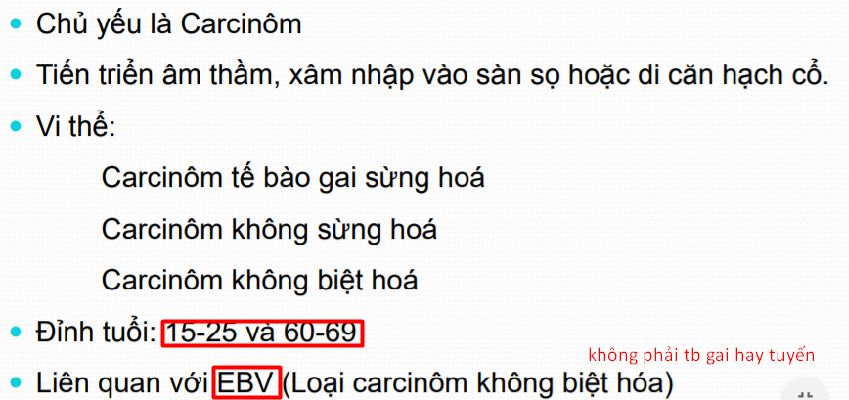 Chủ yếu là Carcinôm
Tiến triển âm thầm, xâm nhập vào sàn sọ hoặc di căn hạch cổ.
Vi thể:
Carcinôm tế bào gai sừng hoá
Carcinôm không sừng hoá
Carcinôm không biệt hoá
Đỉnh tuổi: 15-25 và 60-69
không phải tb gai hay tuyến
Liên quan với EBV (Loại carcinôm không biệt hóa)